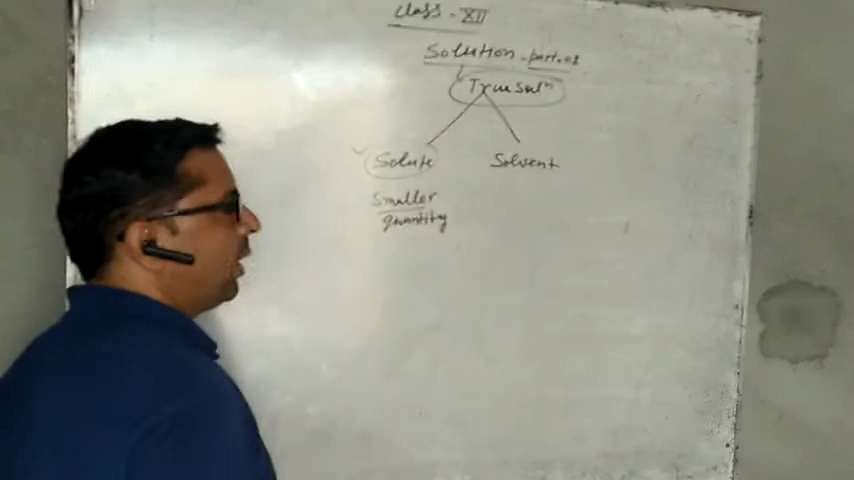 Class - XII
Solution - part-01
True Solⁿ
Solute Solvent
Smaller
quantity